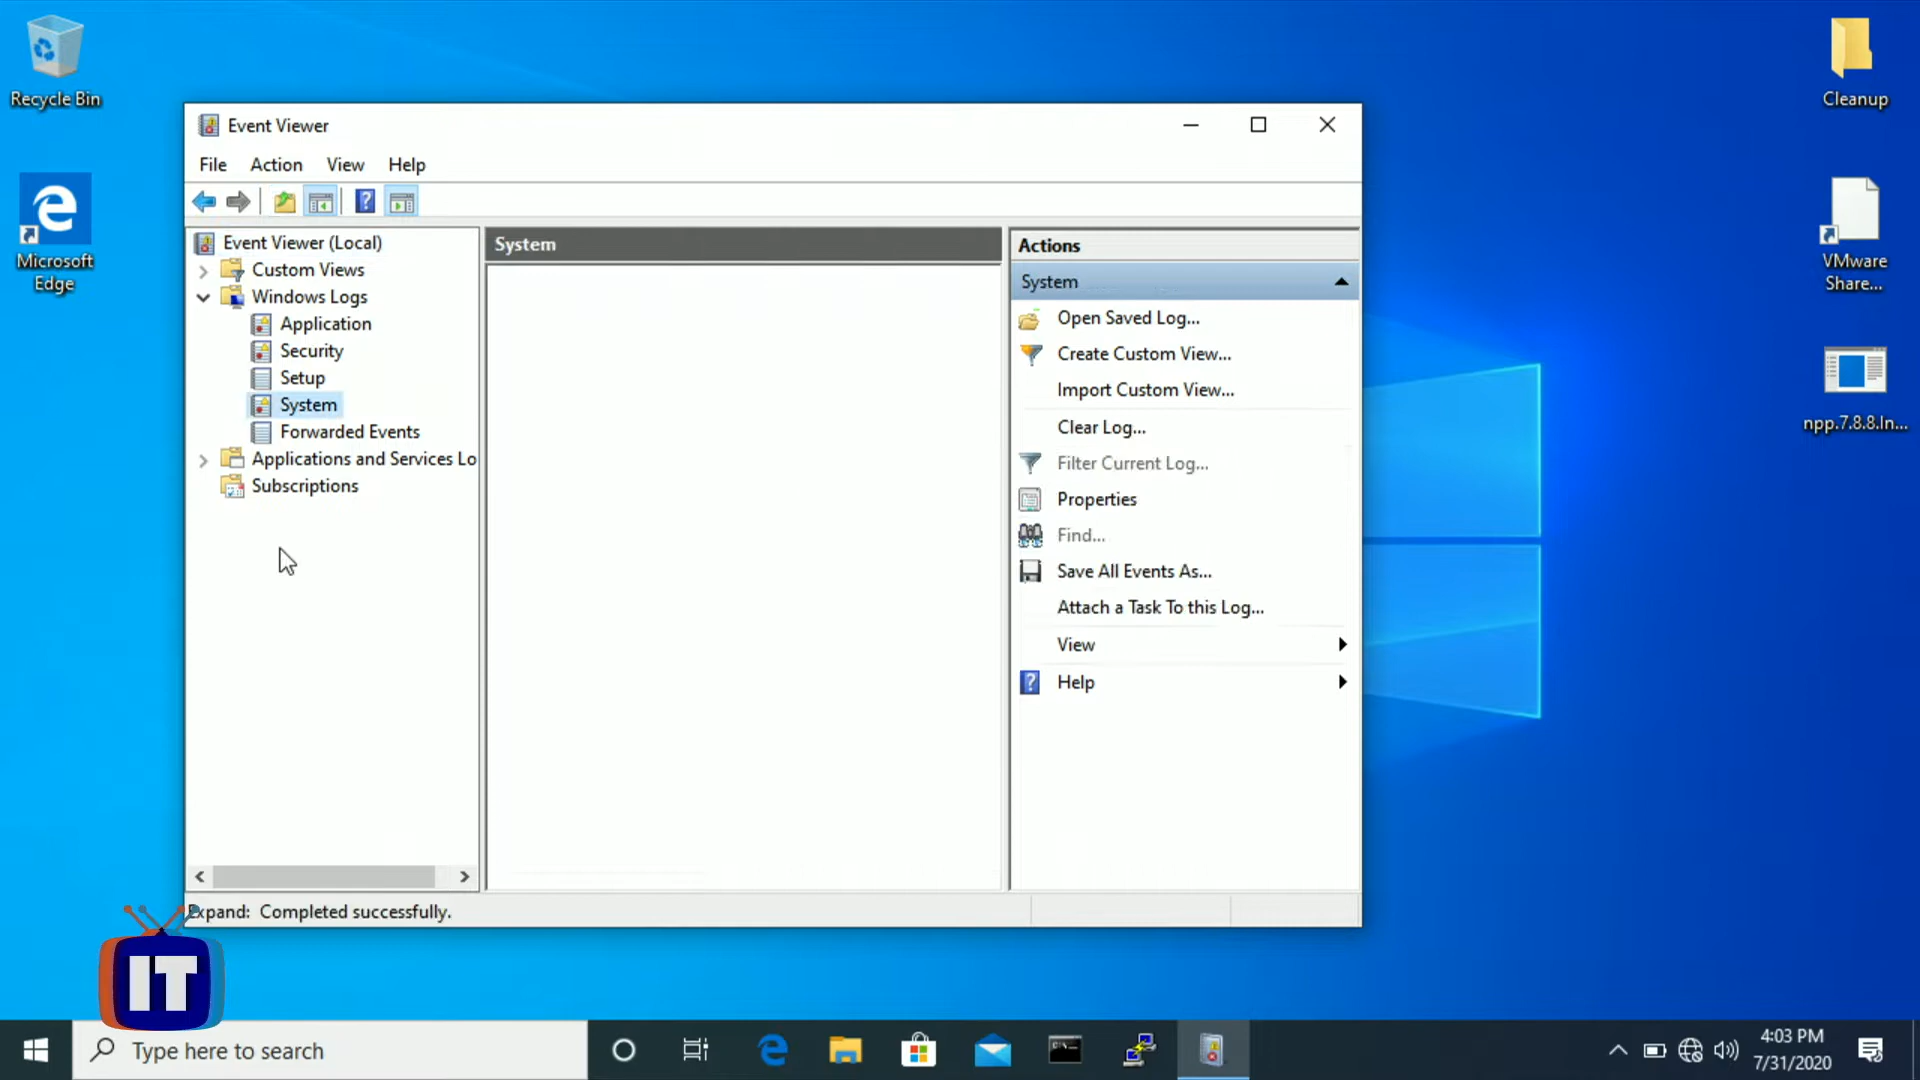 Recycle Bin
Microsoft
Edge
Cleanup
VMware
Share...
npp.7.8.8.In...
Event Viewer
File Action View Help
Event Viewer (Local)
Custom Views
Windows Logs
Application
Security
Setup
System
Forwarded Events
Applications and Services Lo
Subscriptions
System
Actions
System
Open Saved Log...
Create Custom View...
Import Custom View...
Clear Log...
Filter Current Log...
Properties
Find...
Save All Events As...
Attach a Task To this Log...
View
Help
Expand: Completed successfully.
IT
Type here to search
4:03 PM
7/31/2020